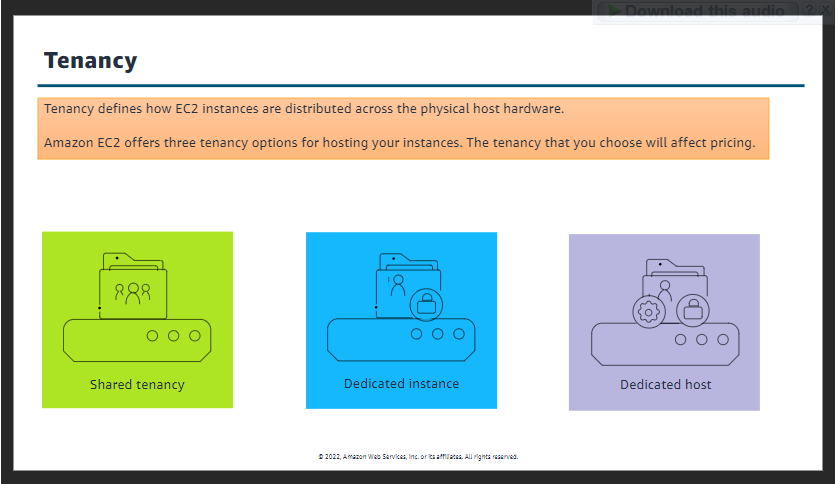 Download this audio ? X
Tenancy
Tenancy defines how EC2 instances are distributed across the physical host hardware.
Amazon EC2 offers three tenancy options for hosting your instances. The tenancy that you choose will affect pricing.
Shared tenancy
Dedicated instance
Dedicated host
© 2022, Amazon Web Services, Inc. or its affiliates. All rights reserved.